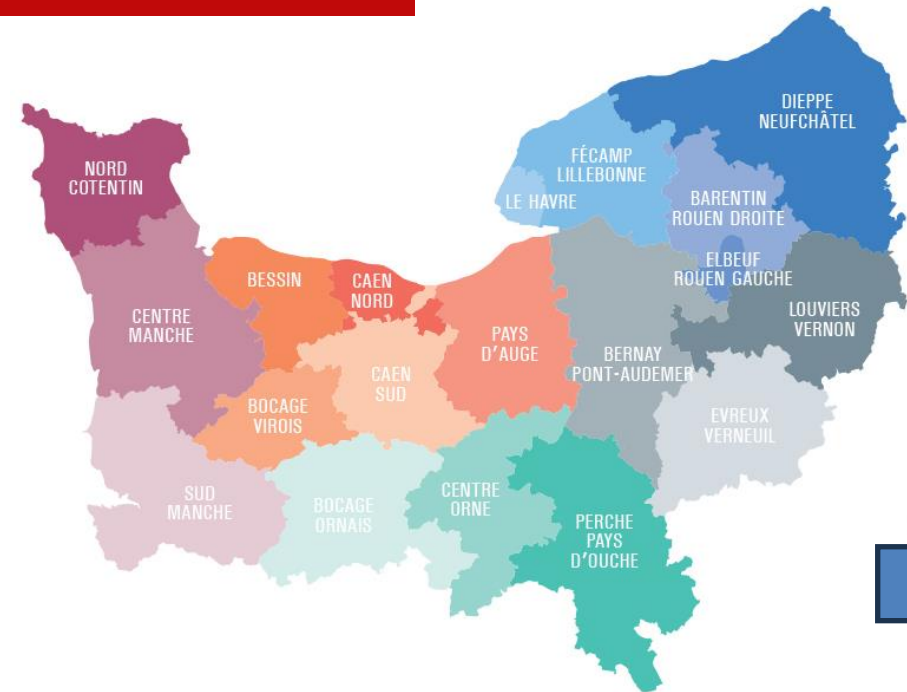 DIEPPE
NEUFCHÂTEL
FÉCAMP
LILLEBONNE
NORD
COTENTIN
LE HAVRE
BARENTIN
ROUEN DROITE
ELBEUF
ROUEN GAUCHE
BESSIN
CAEN
NORD
CENTRE
MANCHE
LOUVIERS
VERNON
PAYS
D'AUGE
BERNAY
PONT-AUDEMER
CAEN
SUD
BOCAGE
VIROIS
EVREUX
VERNEUIL
SUD
MANCHE
BOCAGE
ORNAIS
CENTRE
ORNE
PERCHE
PAYS
D'OUCHE